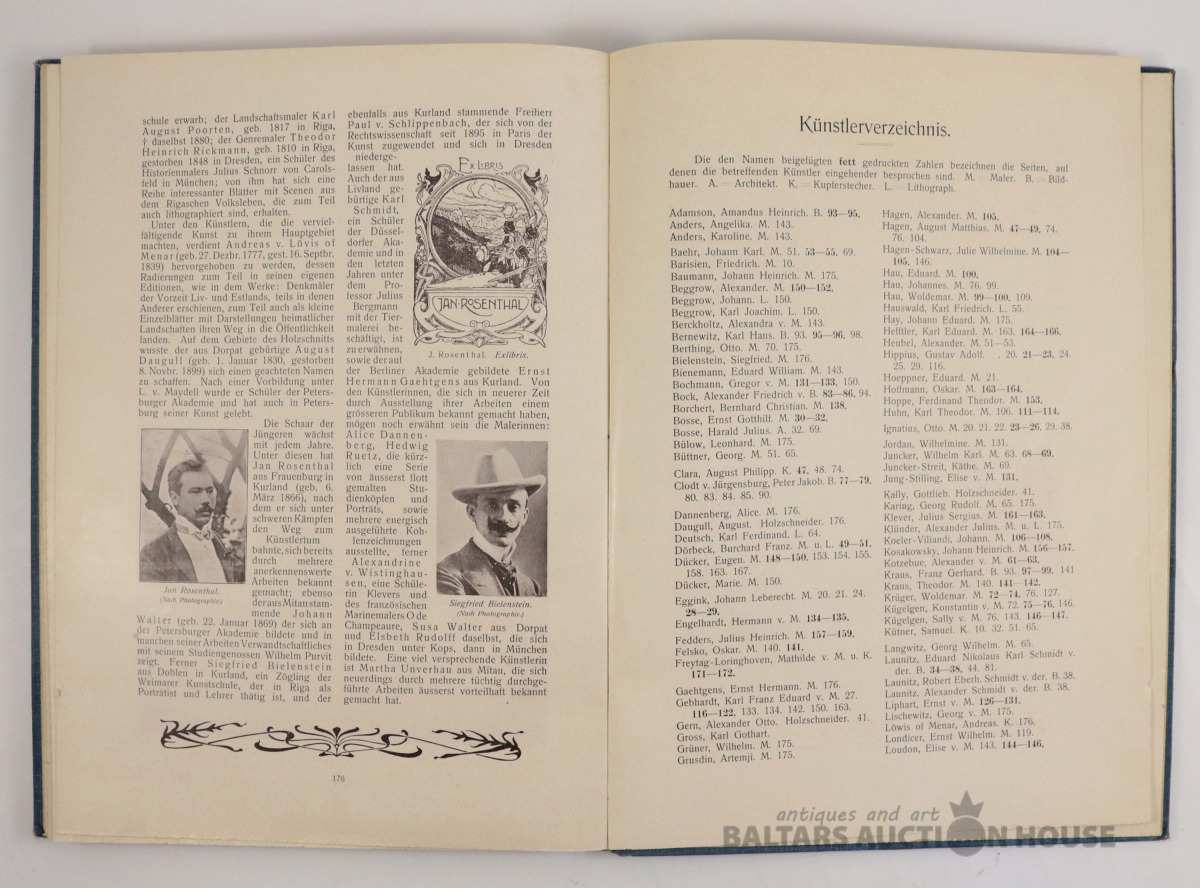 schule erwarb; der Landschaftsmaler Karl
August Poorten, geb. 1817 in Riga,
† daselbst 1880; der Genremaler Theodor
Heinrich Rickmann, geb. 1810 in Riga,
gestorben 1848 in Dresden, ein Schüler des
Historienmalers Julius Schnorr von Carols-
feld in München; von ihm hat sich eine
Reihe interessanter Blätter mit Scenen aus
dem Rigaschen Volksleben, die zum Teil
auch lithographiert sind, erhalten.
Unter den Künstlern, die die verviel-
fältigende Kunst zu ihrem Hauptgebiet
machten, verdient Andreas v. Lövis of
Menar (geb. 27. Dezbr. 1777, gest. 16. Septbr.
1839) hervorgehoben zu werden, dessen
Radierungen zum Teil in seinen eigenen
Editionen, wie in dem Werke: Denkmäler
der Vorzeit Liv- und Estlands, teils in denen
Anderer erschienen, zum Teil auch als kleine
Einzelblätter mit Darstellungen heimatlicher
Landschaften ihren Weg in die Öffentlichkeit
fanden. Auf dem Gebiete des Holzschnitts
wusste der aus Dorpat gebürtige August
Daugull (geb. 1. Januar 1830, gestorben
8. Novbr. 1899) sich einen geachteten Namen
zu schaffen. Nach einer Vorbildung unter
L. v. Maydell wurde er Schüler der Peters-
burger Akademie und hat auch in Peters-
burg seiner Kunst gelebt.
Die Schaar der
Jüngeren wächst
mit jedem Jahre.
Unter diesen hat
Jan Rosenthal
aus Frauenburg in
Kurland (geb. 6.
März 1866), nach
dem er sich unter
schweren Kämpfen
den Weg zum
Künstlertum
bahnte, sich bereits
durch mehrere
anerkennenswerte
Arbeiten bekannt
gemacht; ebenso
der aus Mitau stam-
mende Johann
Jan Rosenthal.
(Nach Photographie.)
Walter (geb. 22. Januar 1869) der sich an
der Petersburger Akademie bildete und in
manchen seiner Arbeiten Verwandtschaftliches
mit seinem Studiengenossen Wilhelm Purvit
zeigt. Ferner Siegfried Bielenstein
aus Doblen in Kurland, ein Zögling der
Weimarer Kunstschule, der in Riga als
Porträtist und Lehrer thätig ist, und der
ebenfalls aus Kurland stammende Freiherr
Paul v. Schlippenbach, der sich von der
Rechtswissenschaft seit 1895 in Paris der
Kunst zugewendet und sich in Dresden
niederge-
lassen hat.
Auch der aus
Livland ge-
bürtige Karl
Schmidt,
ein Schüler
der Düssel-
dorfer Aka-
demie und in
den letzten
Jahren unter
dem Pro-
fessor Julius
Bergmann
mit der Tier-
malerei be-
schäftigt, ist
zu erwähnen,
sowie der auf
EX LIBRIS
JAN·ROSENTHAL
J. Rosenthal. Exlibris.
der Berliner Akademie gebildete Ernst
Hermann Gaehtgens aus Kurland. Von
den Künstlerinnen, die sich in neuerer Zeit
durch Ausstellung ihrer Arbeiten einem
grösseren Publikum bekannt gemacht haben,
mögen noch erwähnt sein die Malerinnen:
Alice Dannen-
berg, Hedwig
Ruetz, die kürz-
lich eine Serie
von äusserst flott
gemalten Stu-
dienköpfen und
Porträts, sowie
mehrere energisch
ausgeführte Koh-
lenzeichnungen
ausstellte, ferner
Alexandrine
v. Wistinghau-
sen, eine Schüle-
rin Klevers und
des französischen
Marinemalers O de
Siegfried Bielenstein.
(Nach Photographie.)
Champeaure, Susa Walter aus Dorpat
und Elsbeth Rudolff daselbst, die sich
in Dresden unter Kops, dann in München
bildete. Eine viel versprechende Künstlerin
ist Martha Unverhau aus Mitau, die sich
neuerdings durch mehrere tüchtig durchge-
führte Arbeiten äusserst vorteilhaft bekannt
gemacht hat.
176
Künstlerverzeichnis.
Die den Namen beigefügten fett gedruckten Zahlen bezeichnen die Seiten, auf
denen die betreffenden Künstler eingehender besprochen sind. M. = Maler. B. = Bild-
hauer. A. = Architekt. K. = Kupferstecher. L. = Lithograph.
Adamson, Amandus Heinrich. B. 93—95.
Anders, Angelika. M. 143.
Anders, Karoline. M. 143.
Baehr, Johann Karl. M. 51. 53—55. 69.
Barisien, Friedrich. M. 10.
Baumann, Johann Heinrich. M. 175.
Beggrow, Alexander. M. 150—152.
Beggrow, Johann. L. 150.
Beggrow, Karl Joachim. L. 150.
Berckholtz, Alexandra v. M. 143.
Bernewitz, Karl Hans. B. 93. 95—96. 98.
Berthing, Otto. M. 70. 175.
Bielenstein, Siegfried. M. 176.
Bienemann, Eduard William. M. 143.
Bochmann, Gregor v. M. 131—133. 150.
Bock, Alexander Friedrich v. B. 83—86. 94.
Borchert, Bernhard Christian. M. 138.
Bosse, Ernst Gotthilf. M. 30—32.
Bosse, Harald Julius. A. 32. 69.
Bülow, Leonhard. M. 175.
Büttner, Georg. M. 51. 65.
Clara, August Philipp. K. 47. 48. 74.
Clodt v. Jürgensburg, Peter Jakob. B. 77—79.
80. 83. 84. 85. 90.
Dannenberg, Alice. M. 176.
Daugull, August. Holzschneider. 176.
Deutsch, Karl Ferdinand. L. 64.
Dörbeck, Burchard Franz. M. u. L. 49—51.
Dücker, Eugen. M. 148—150. 153. 154. 155.
158. 163. 167.
Dücker, Marie. M. 150.
Eggink, Johann Leberecht. M. 20. 21. 24.
28—29.
Engelhardt, Hermann v. M. 134—135.
Fedders, Julius Heinrich. M. 157—159.
Felsko, Oskar. M. 140. 141.
Freytag-Loringhoven, Mathilde v. M. u. K.
171—172.
Gaehtgens, Ernst Hermann. M. 176.
Gebhardt, Karl Franz Eduard v. M. 27.
116—122. 133. 134. 142. 150. 163.
Gern, Alexander Otto. Holzschneider. 41.
Gross, Karl Gothart.
Grüner, Wilhelm. M. 175.
Grusdin, Artemji. M. 175.
Hagen, Alexander. M. 105.
Hagen, August Matthias. M. 47—49. 74.
76. 104.
Hagen-Schwarz, Julie Wilhelmine. M. 104—
105. 146.
Hau, Eduard. M. 100.
Hau, Johannes. M. 76. 99.
Hau, Woldemar. M. 99—100. 109.
Hauswald, Karl Friedrich. L. 55.
Hay, Johann Eduard. M. 175.
Heftler, Karl Eduard. M. 163. 164—166.
Heubel, Alexander. M. 51—53.
Hippius, Gustav Adolf. . 20. 21—23. 24.
25. 29. 116.
Hoeppner, Eduard. M. 21.
Hoffmann, Oskar. M. 163—164.
Hoppe, Ferdinand Theodor. M. 153.
Huhn, Karl Theodor. M. 106. 111—114.
Ignatius, Otto. M. 20. 21. 22. 23—26. 29. 38.
Jordan, Wilhelmine. M. 131.
Juncker, Wilhelm Karl. M. 63. 68—69.
Juncker-Streit, Käthe. M. 69.
Jung-Stilling, Elise v. M. 131.
Kally, Gottlieb. Holzschneider. 41.
Karing, Georg Rudolf. M. 65. 175.
Klever, Julius Sergius. M. 161—163.
Klünder, Alexander Julius. M. u. L. 175.
Koeler-Viliandi, Johann. M. 106—108.
Kosakowsky, Johann Heinrich. M. 156—157.
Kotzebue, Alexander v. M. 61—63.
Kraus, Franz Gerhard. B. 93. 97—99. 141
Kraus, Theodor. M. 140. 141—142.
Krüger, Woldemar. M. 72—74. 76. 127.
Kügelgen, Konstantin v. M. 72. 75—76. 146.
Kügelgen, Sally v. M. 76. 143. 146—147.
Kütner, Samuel. K. 10. 32. 51. 65.
Langwitz, Georg Wilhelm. M. 65.
Launitz, Eduard Nikolaus Karl Schmidt v.
der. B. 34—38. 44. 81.
Launitz, Robert Eberh. Schmidt v. der. B. 38.
Launitz, Alexander Schmidt v. der. B. 38.
Liphart, Ernst v. M. 126—131.
Lischewitz, Georg v. M. 175.
Löwis of Menar, Andreas. K. 176.
Londicer, Ernst Wilhelm. M. 119.
Loudon, Elise v. M. 143. 144—146.
antiques and art
BALTARS AUCTION HOUSE